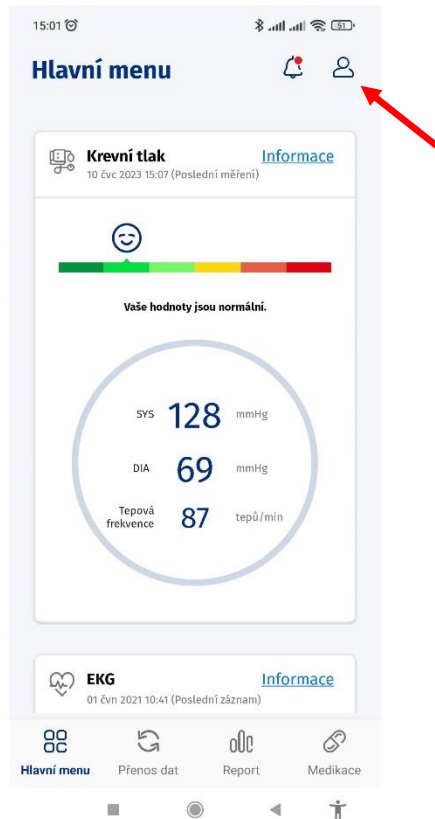 15:01
51
Hlavní menu
Krevní tlak Informace
10 čvc 2023 15:07 (Poslední měření)
Vaše hodnoty jsou normální.
SYS 128 mmHg
DIA 69 mmHg
Tepová
frekvence 87 tepů/min
EKG Informace
01 čvn 2021 10:41 (Poslední záznam)
Hlavní menu Přenos dat Report Medikace